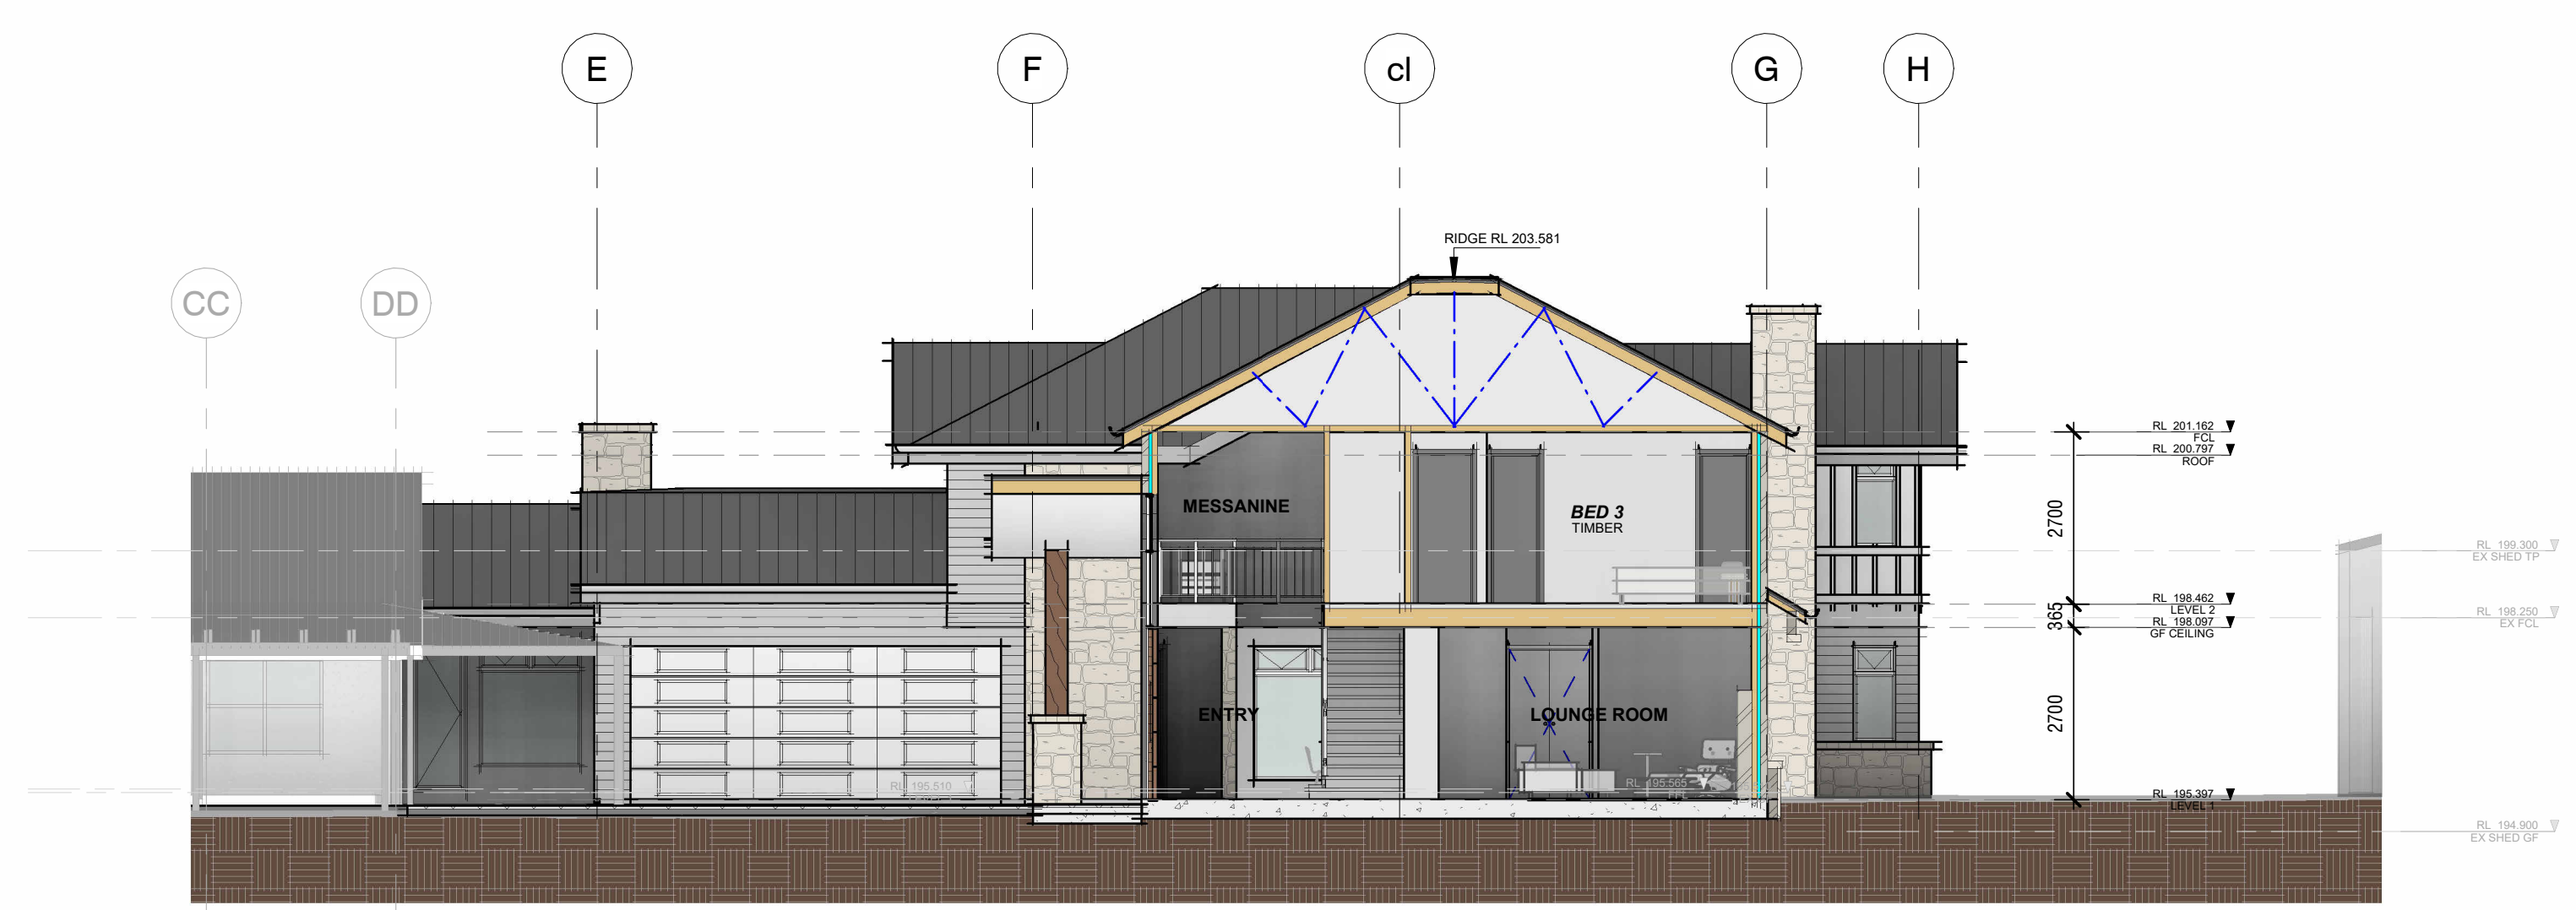 E
F
cl
G
H
RIDGE RL 203.581
CC
DD
RL 201.162
FCL
RL 200.797
ROOF
MESSANINE
BED 3
TIMBER
2700
RL 199.300
EX SHED TP
RL 198.462
LEVEL 2
365
RL 198.250
EX FCL
RL 198.097
GF CEILING
ENTRY
LOUNGE ROOM
2700
RL 195.510
RL 195.565
FFL
RL 195.397
LEVEL 1
RL 194.900
EX SHED GF